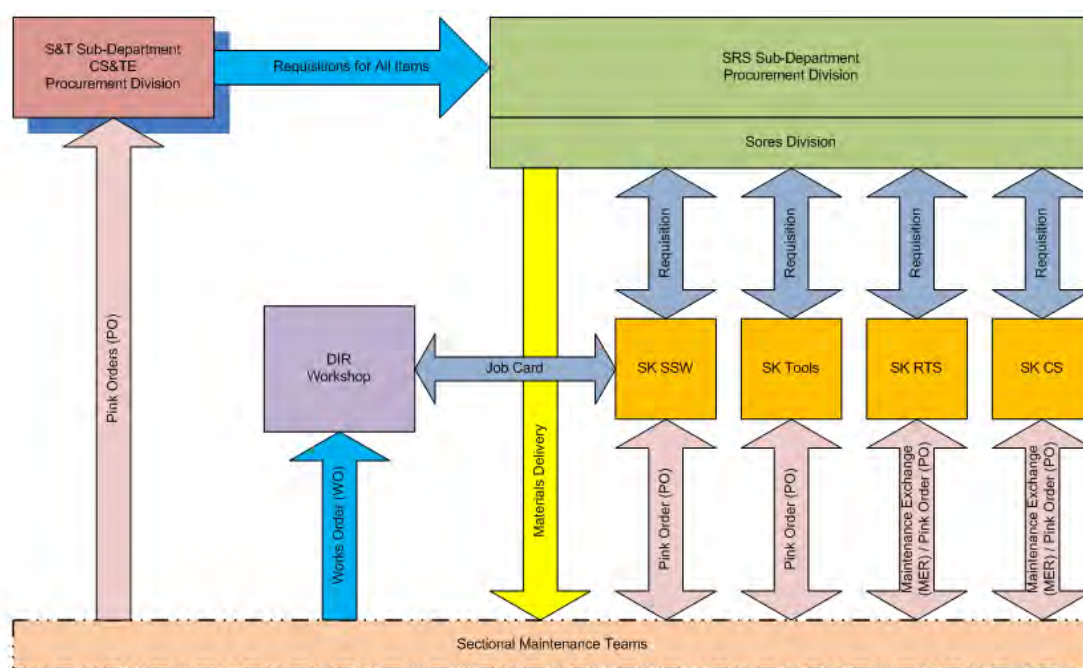 S&T Sub-Department
CS&TE
Procurement Division
Requisitions for All Items
SRS Sub-Department
Procurement Division
Sores Division
Requisition
Requisition
Requisition
Requisition
DIR
Workshop
Job Card
SK SSW
SK Tools
SK RTS
SK CS
Pink Orders (PO)
Works Order (WO)
Materials Delivery
Pink Order (PO)
Pink Order (PO)
Maintenance Exchange
(MER) / Pink Order (PO)
Maintenance Exchange
(MER) / Pink Order (PO)
Sectional Maintenance Teams